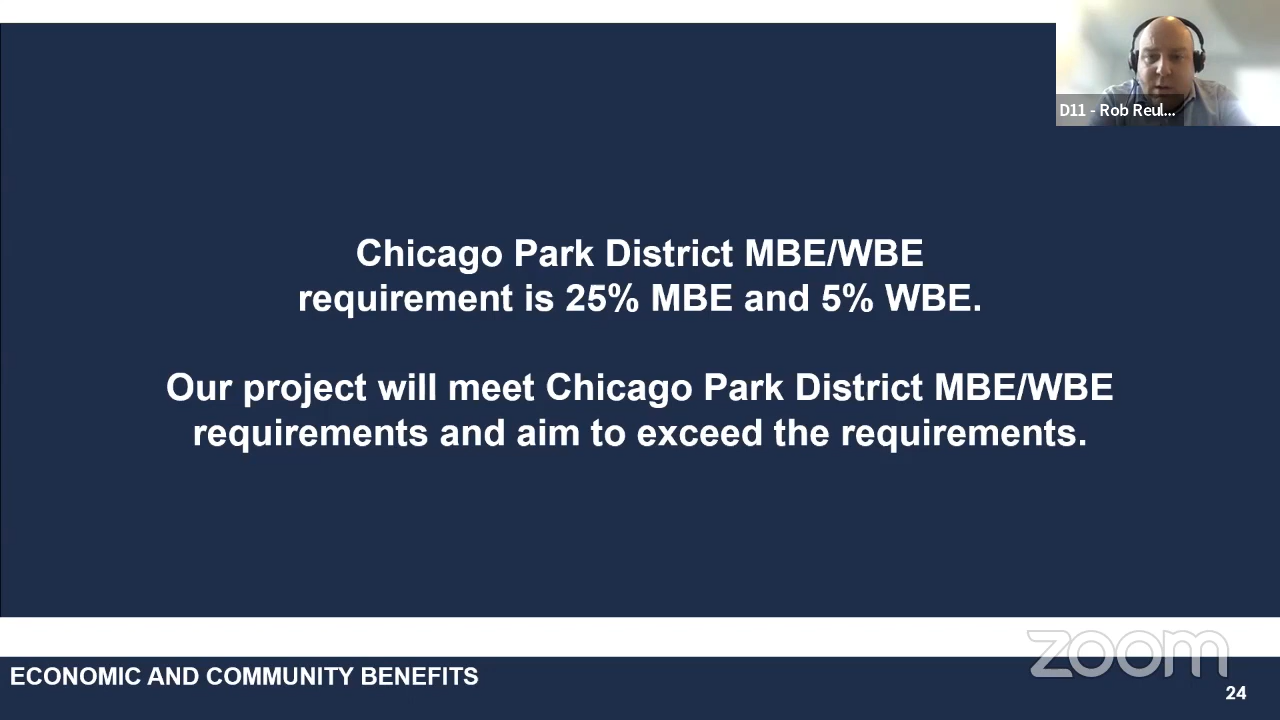 D11 - Rob Reul...
Chicago Park District MBE/WBE
requirement is 25% MBE and 5% WBE.
Our project will meet Chicago Park District MBE/WBE
requirements and aim to exceed the requirements.
zoom
ECONOMIC AND COMMUNITY BENEFITS
24